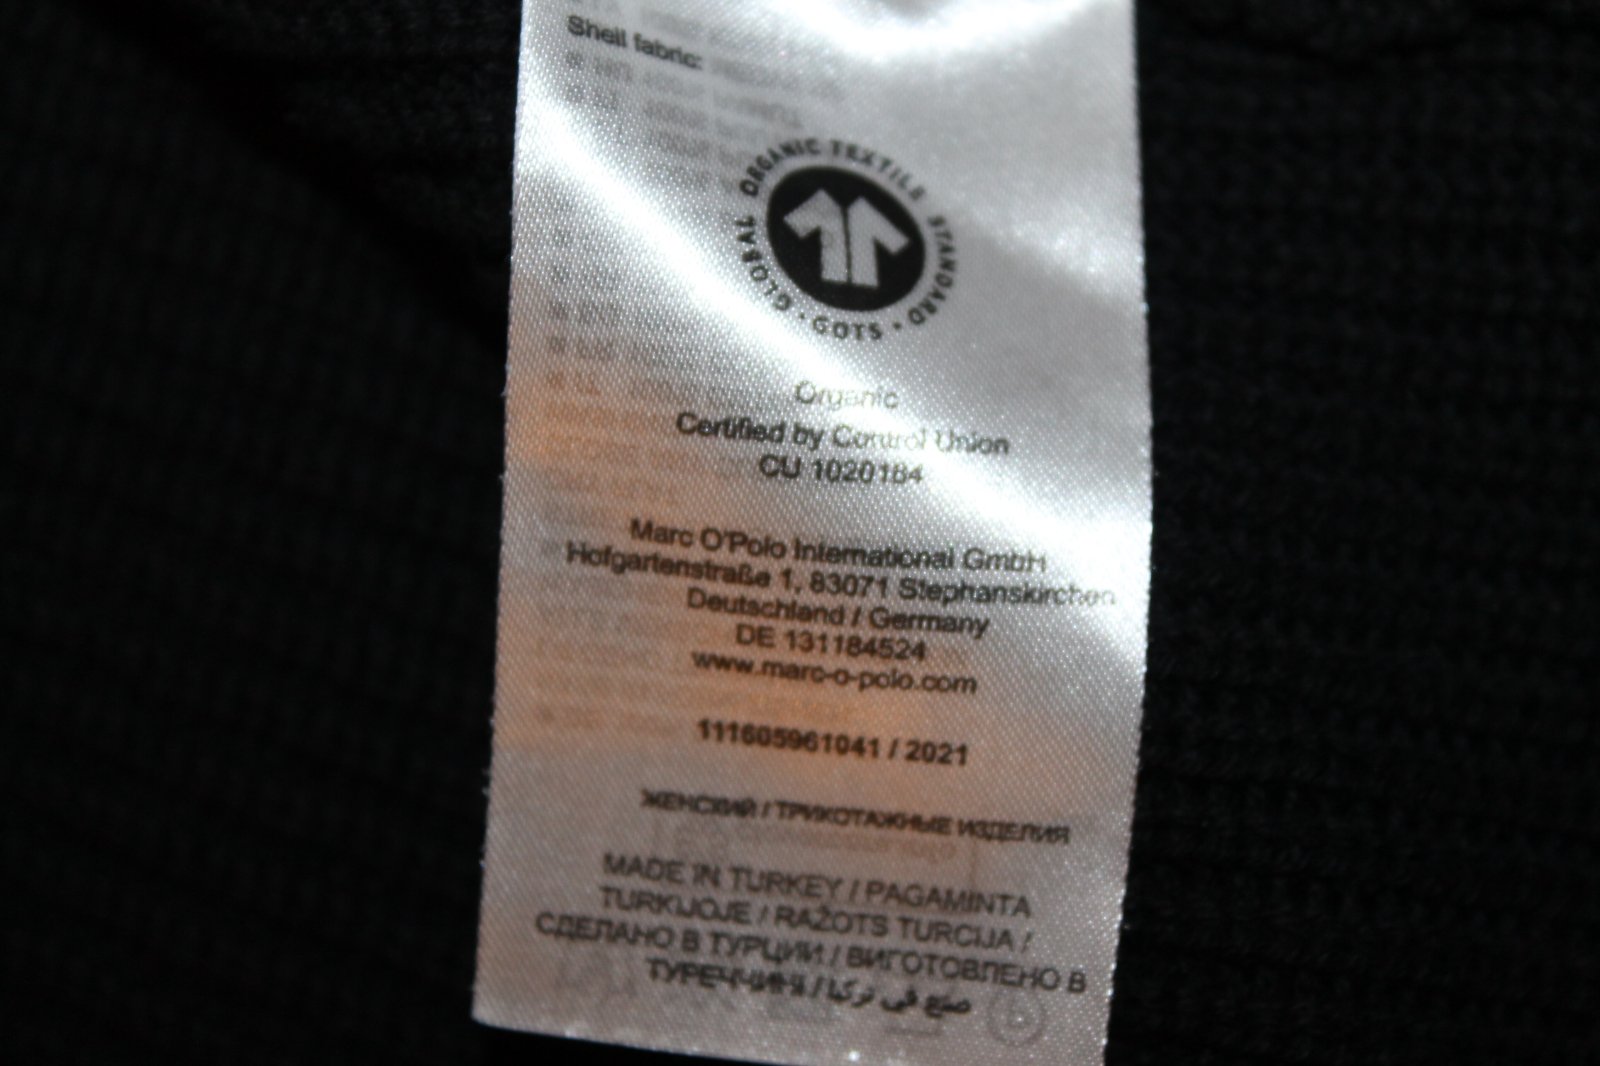 Shell fabric:
GLOBAL ORGANIC TEXTILE STANDARD · GOTS ·
Organic
Certified by Control Union
CU 1020184
Marc O'Polo International GmbH
Hofgartenstraße 1, 83071 Stephanskirchen
Deutschland / Germany
DE 131184524
www.marc-o-polo.com
111605961041 / 2021
ЖЕНСКИЙ / ТРИКОТАЖНЫЕ ИЗДЕЛИЯ
MADE IN TURKEY / PAGAMINTA
TURKIJOJE / RAŽOTS TURCIJA /
СДЕЛАНО В ТУРЦИИ / ВИГОТОВЛЕНО В
ТУРЕЧЧИНІ / صنع في تركيا